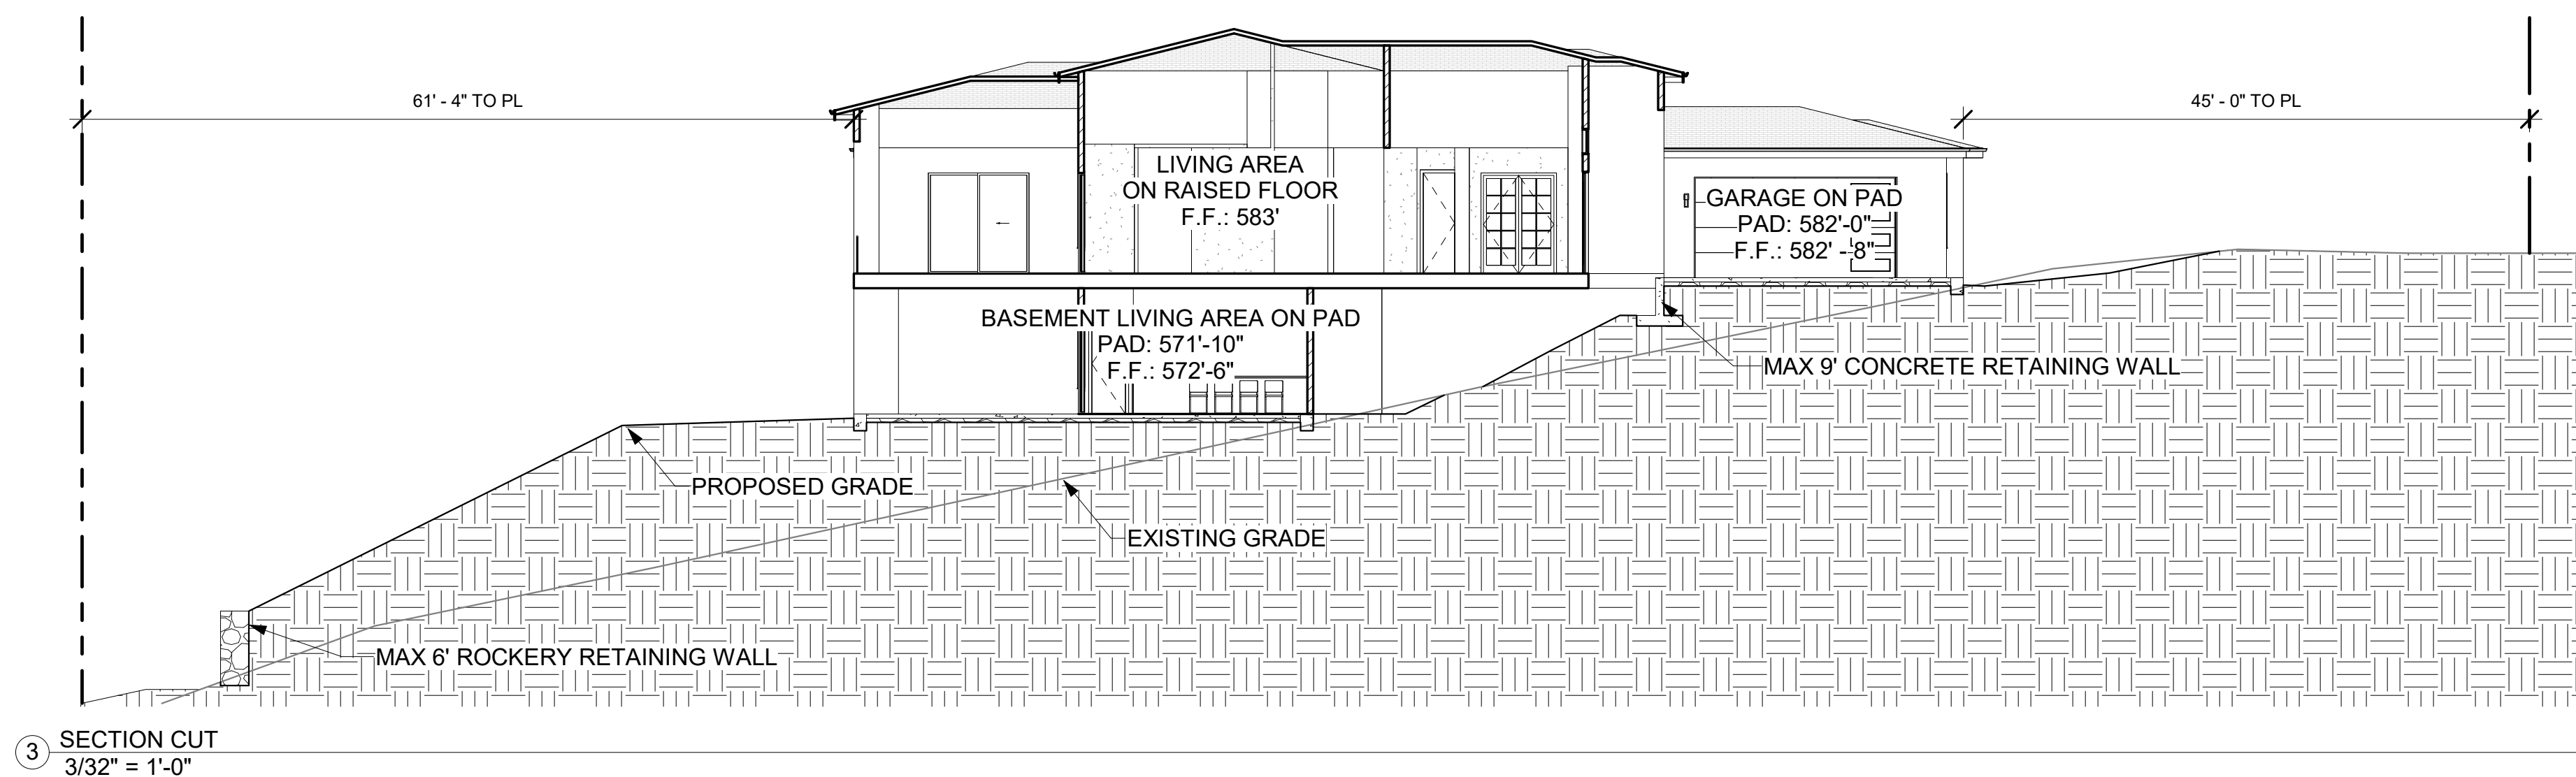 61' - 4" TO PL
45' - 0" TO PL
LIVING AREA
ON RAISED FLOOR
F.F.: 583'
GARAGE ON PAD
PAD: 582'-0"
F.F.: 582' - 8"
BASEMENT LIVING AREA ON PAD
PAD: 571'-10"
F.F.: 572'-6"
MAX 9' CONCRETE RETAINING WALL
PROPOSED GRADE
EXISTING GRADE
MAX 6' ROCKERY RETAINING WALL
3 SECTION CUT
3/32" = 1'-0"